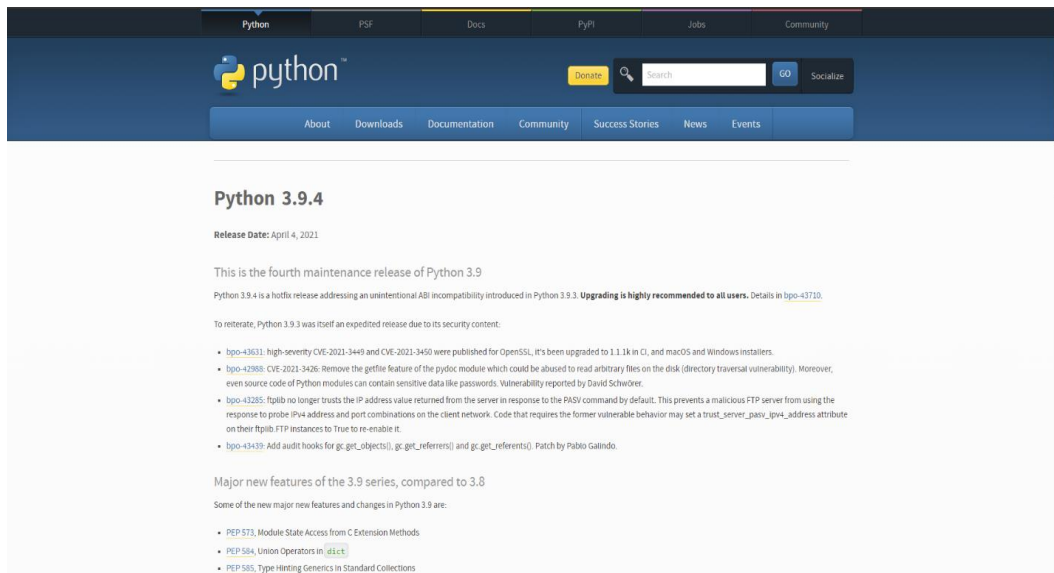 Python PSF Docs PyPI Jobs Community
python™
Donate Search GO Socialize
About Downloads Documentation Community Success Stories News Events
Python 3.9.4
Release Date: April 4, 2021
This is the fourth maintenance release of Python 3.9
Python 3.9.4 is a hotfix release addressing an unintentional ABI incompatibility introduced in Python 3.9.3. Upgrading is highly recommended to all users. Details in bpo-43710.
To reiterate, Python 3.9.3 was itself an expedited release due to its security content:
• bpo-43631: high-severity CVE-2021-3449 and CVE-2021-3450 were published for OpenSSL, it's been upgraded to 1.1.1k in CI, and macOS and Windows installers.
• bpo-42988: CVE-2021-3426: Remove the getfile feature of the pydoc module which could be abused to read arbitrary files on the disk (directory traversal vulnerability). Moreover,
even source code of Python modules can contain sensitive data like passwords. Vulnerability reported by David Schwörer.
• bpo-43285: ftplib no longer trusts the IP address value returned from the server in response to the PASV command by default. This prevents a malicious FTP server from using the
response to probe IPv4 address and port combinations on the client network. Code that requires the former vulnerable behavior may set a trust_server_pasv_ipv4_address attribute
on their ftplib.FTP instances to True to re-enable it.
• bpo-43439: Add audit hooks for gc.get_objects(), gc.get_referrers() and gc.get_referents(). Patch by Pablo Galindo.
Major new features of the 3.9 series, compared to 3.8
Some of the new major new features and changes in Python 3.9 are:
• PEP 573, Module State Access from C Extension Methods
• PEP 584, Union Operators in dict
• PEP 585, Type Hinting Generics In Standard Collections